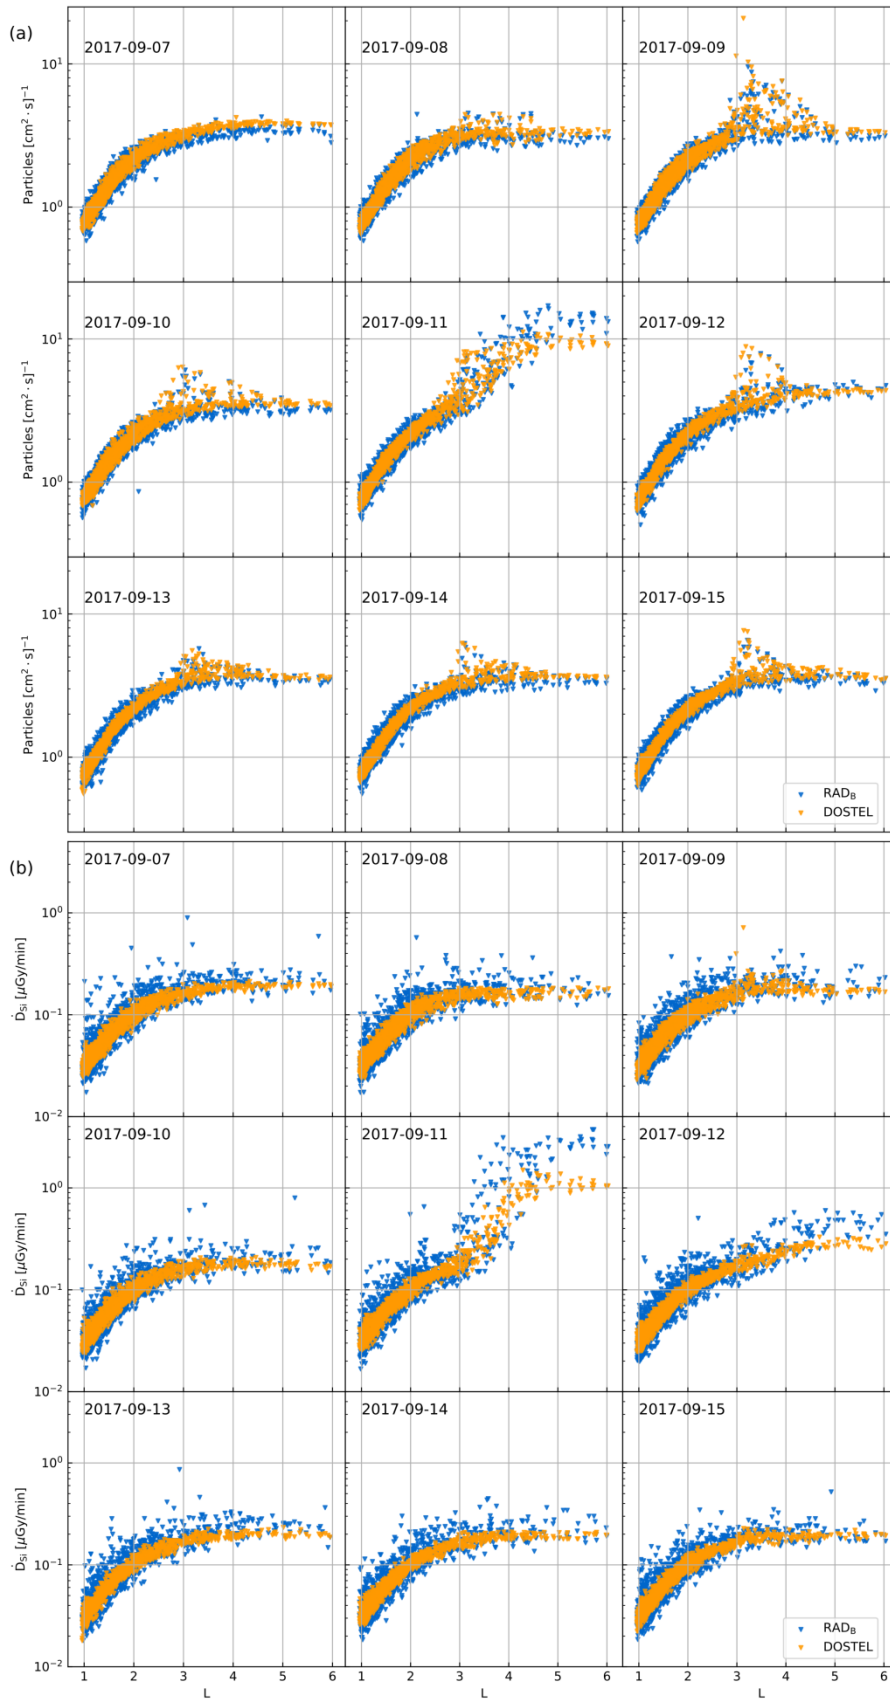 (a)
2017-09-07
2017-09-08
2017-09-09
10¹
10⁰
Particles [cm² · s]⁻¹
2017-09-10
2017-09-11
2017-09-12
10¹
10⁰
Particles [cm² · s]⁻¹
2017-09-13
2017-09-14
2017-09-15
10¹
10⁰
Particles [cm² · s]⁻¹
RAD_B
DOSTEL
(b)
2017-09-07
2017-09-08
2017-09-09
10⁰
10⁻¹
10⁻²
Ḋ_Si [μGy/min]
2017-09-10
2017-09-11
2017-09-12
10⁰
10⁻¹
10⁻²
Ḋ_Si [μGy/min]
2017-09-13
2017-09-14
2017-09-15
10⁰
10⁻¹
10⁻²
Ḋ_Si [μGy/min]
RAD_B
DOSTEL
1 2 3 4 5 6 1 2 3 4 5 6 1 2 3 4 5 6
L L L